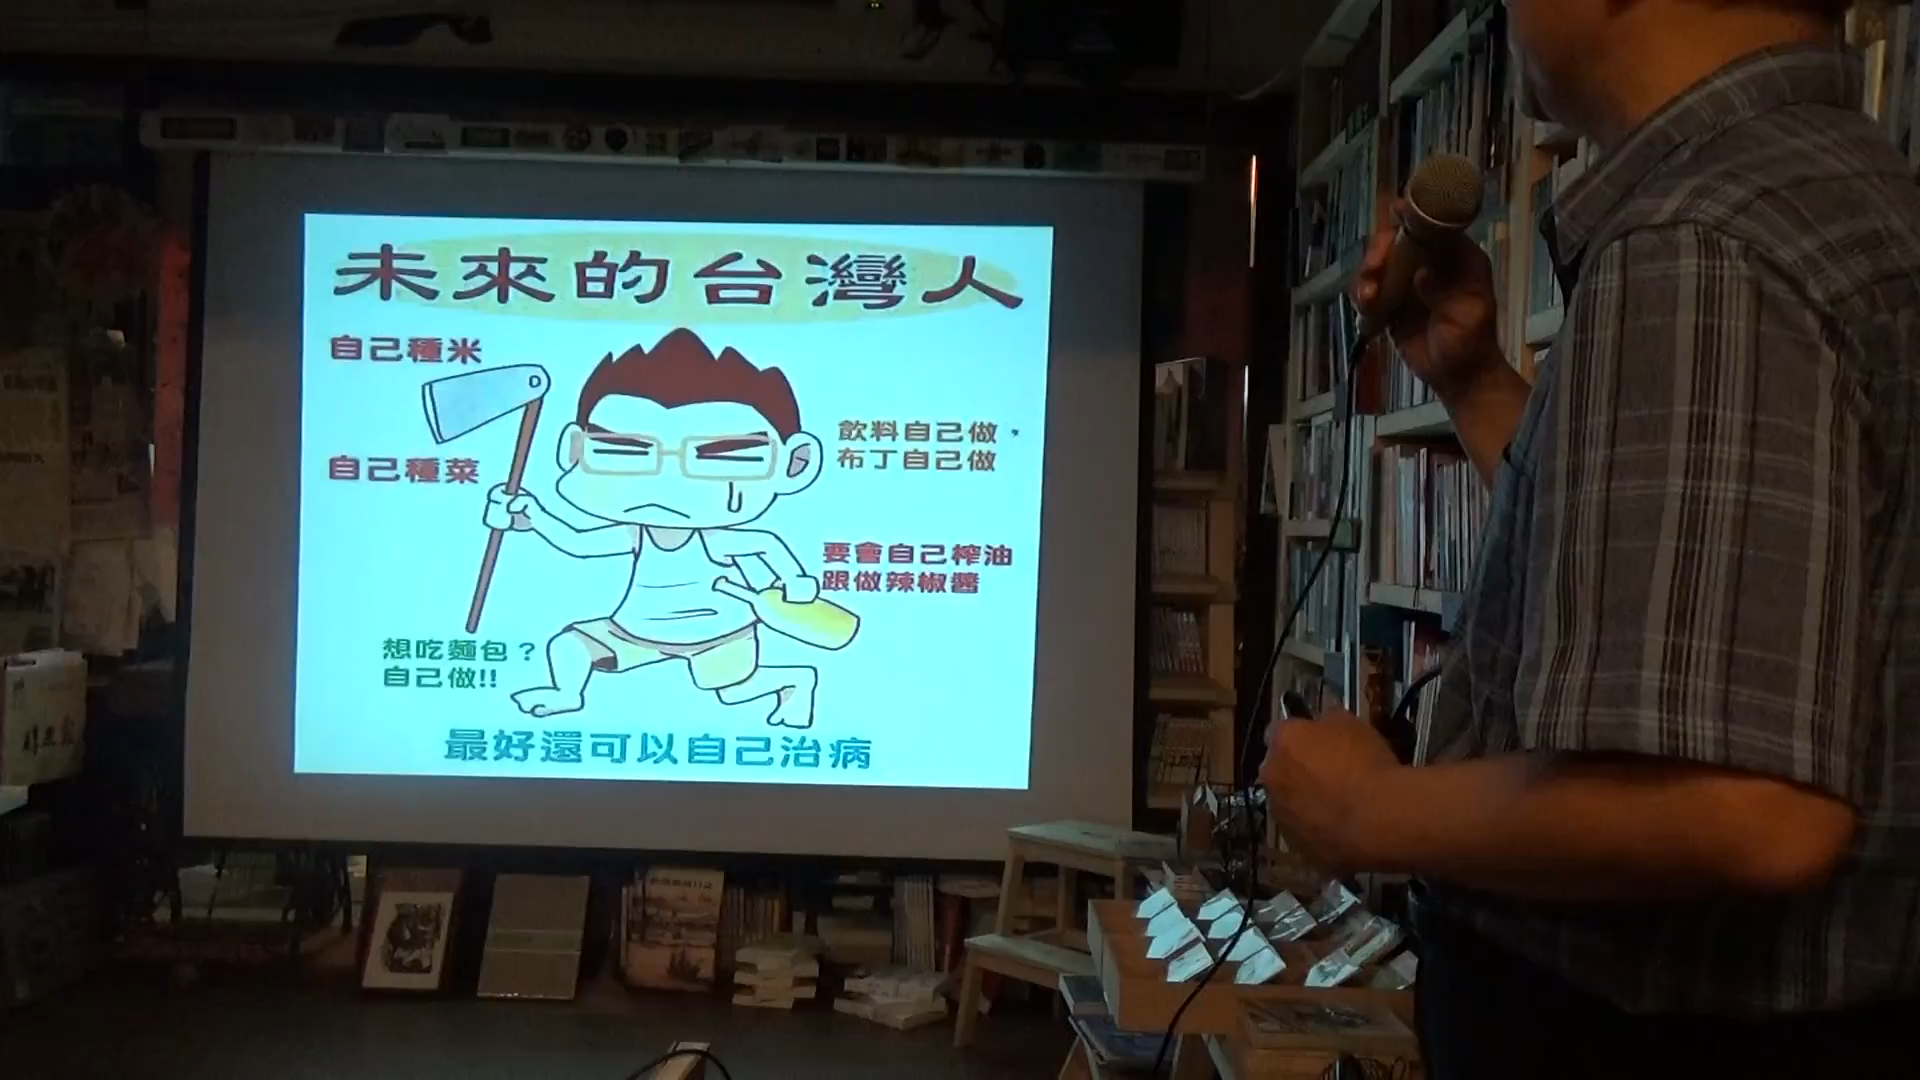 未來的台灣人
自己種米
自己種菜
飲料自己做，
布丁自己做
要會自己榨油
跟做辣椒醬
想吃麵包？
自己做!!
最好還可以自己治病